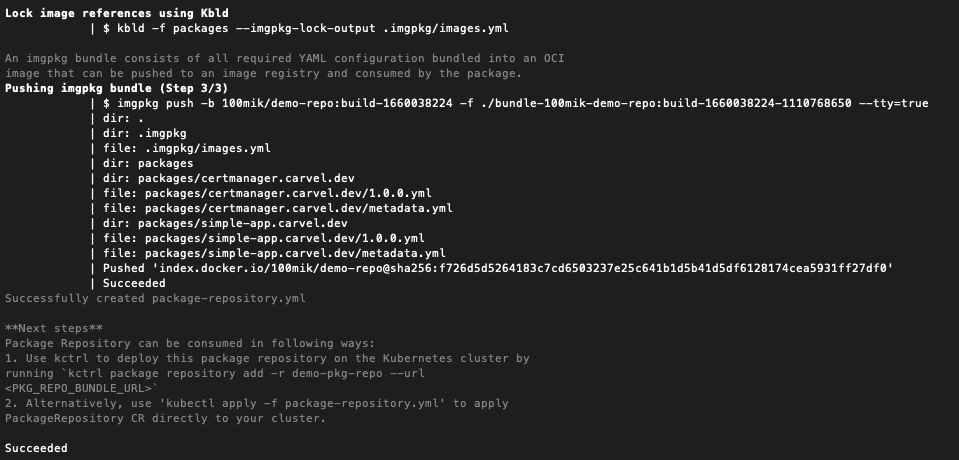 Lock image references using Kbld
| $ kbld -f packages --imgpkg-lock-output .imgpkg/images.yml
An imgpkg bundle consists of all required YAML configuration bundled into an OCI
image that can be pushed to an image registry and consumed by the package.
Pushing imgpkg bundle (Step 3/3)
| $ imgpkg push -b 100mik/demo-repo:build-1660038224 -f ./bundle-100mik-demo-repo:build-1660038224-1110768650 --tty=true
| dir: .
| dir: .imgpkg
| file: .imgpkg/images.yml
| dir: packages
| dir: packages/certmanager.carvel.dev
| file: packages/certmanager.carvel.dev/1.0.0.yml
| file: packages/certmanager.carvel.dev/metadata.yml
| dir: packages/simple-app.carvel.dev
| file: packages/simple-app.carvel.dev/1.0.0.yml
| file: packages/simple-app.carvel.dev/metadata.yml
| Pushed 'index.docker.io/100mik/demo-repo@sha256:f726d5d5264183c7cd6503237e25c641b1d5b41d5df6128174cea5931ff27df0'
| Succeeded
Successfully created package-repository.yml
**Next steps**
Package Repository can be consumed in following ways:
1. Use kctrl to deploy this package repository on the Kubernetes cluster by
running `kctrl package repository add -r demo-pkg-repo --url
<PKG_REPO_BUNDLE_URL>`
2. Alternatively, use 'kubectl apply -f package-repository.yml' to apply
PackageRepository CR directly to your cluster.
Succeeded